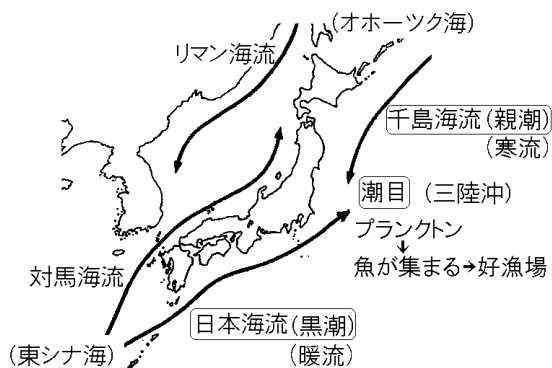 (オホーツク海)
リマン海流
千島海流(親潮)
(寒流)
潮目 (三陸沖)
プランクトン
↓
魚が集まる→好漁場
対馬海流
日本海流(黒潮)
(暖流)
(東シナ海)